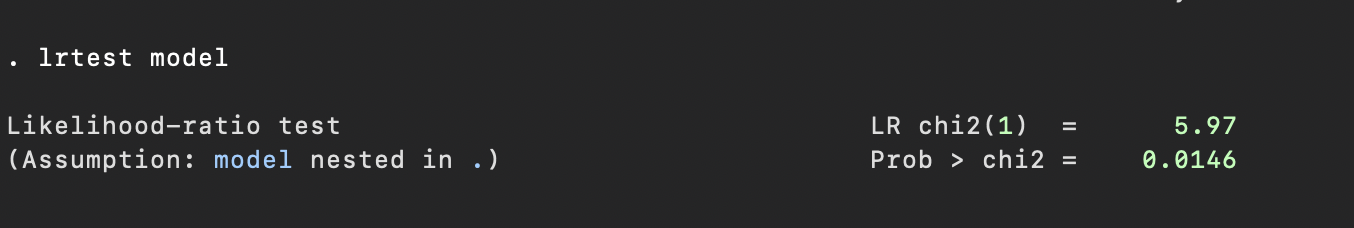 . lrtest model
Likelihood-ratio test LR chi2(1) = 5.97
(Assumption: model nested in .) Prob > chi2 = 0.0146